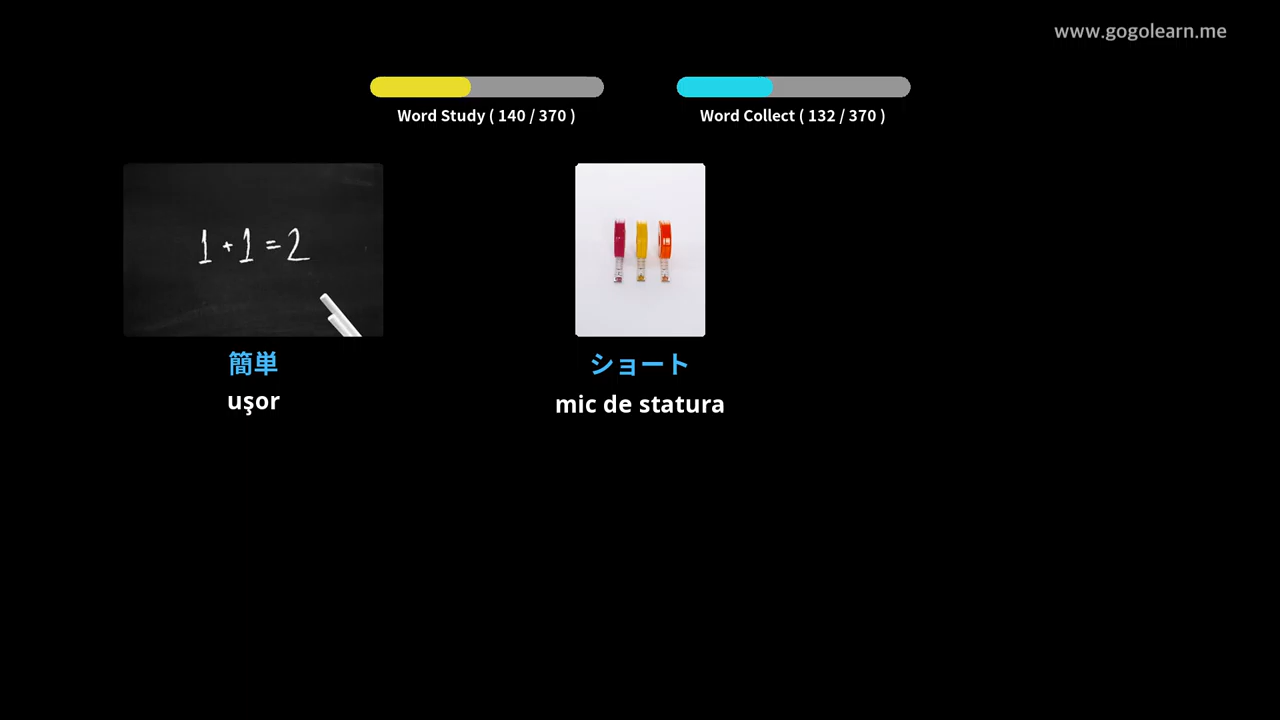 www.gogolearn.me
Word Study ( 140 / 370 )
Word Collect ( 132 / 370 )
1 + 1 = 2
簡単
ショート
uşor
mic de statura